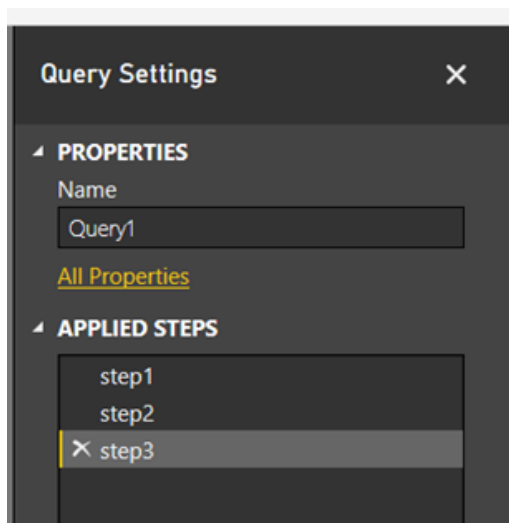 Query Settings
PROPERTIES
Name
Query1
All Properties
APPLIED STEPS
step1
step2
step3